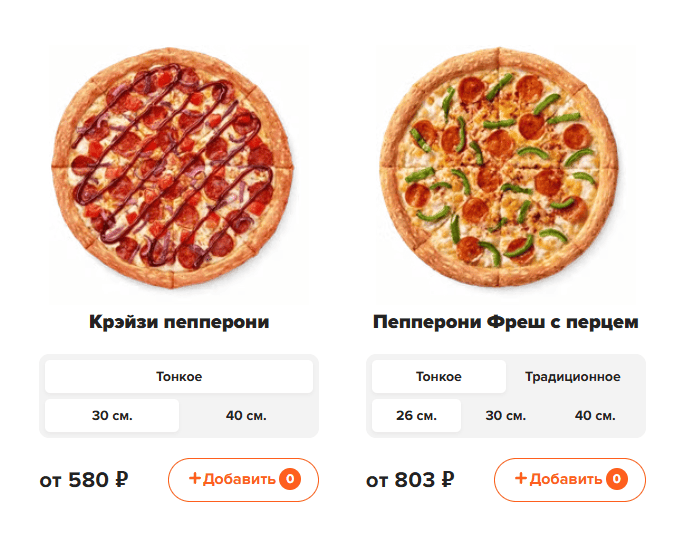 Крэйзи пепперони
Тонкое
30 см. 40 см.
от 580 ₽ +Добавить 0
Пепперони Фреш с перцем
Тонкое Традиционное
26 см. 30 см. 40 см.
от 803 ₽ +Добавить 0